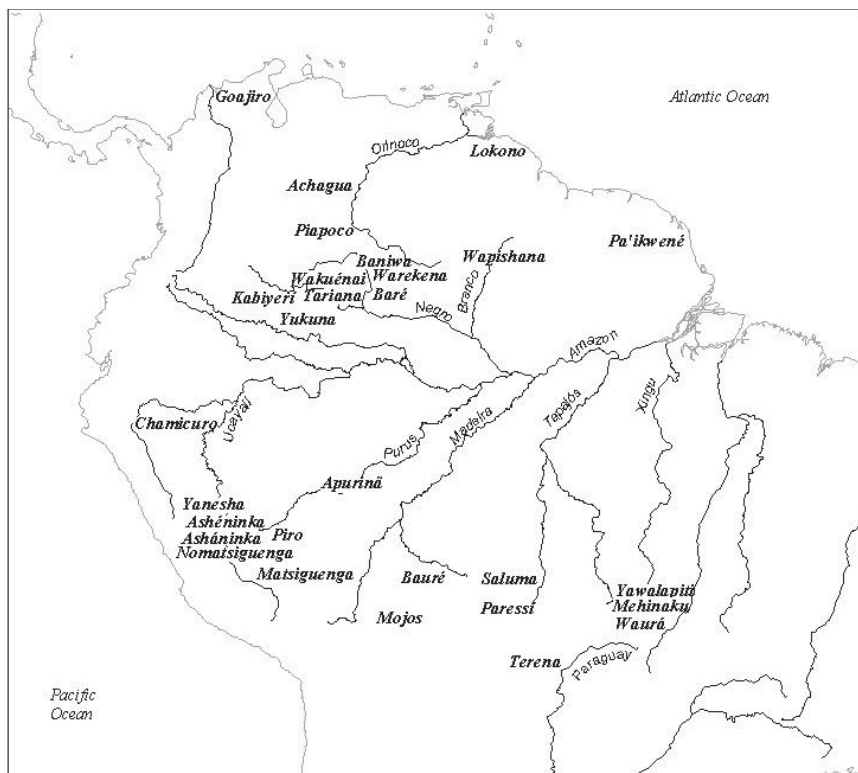 Goajiro
Atlantic Ocean
Orinoco
Lokono
Achagua
Piapoco
Pa'ikwené
Baniwa
Wapishana
Wakuénai
Warekena
Kabiyeri
Tariana
Baré
Branco
Negro
Yukuna
Amazon
Chamicuro
Ucayali
Purus
Madeira
Tapajós
Xingu
Apurinã
Yanesha
Ashéninka
Asháninka
Piro
Nomatsiguenga
Matsiguenga
Bauré
Saluma
Paressí
Yawalapiti
Mehinaku
Waurá
Mojos
Terena
Paraguay
Pacific
Ocean